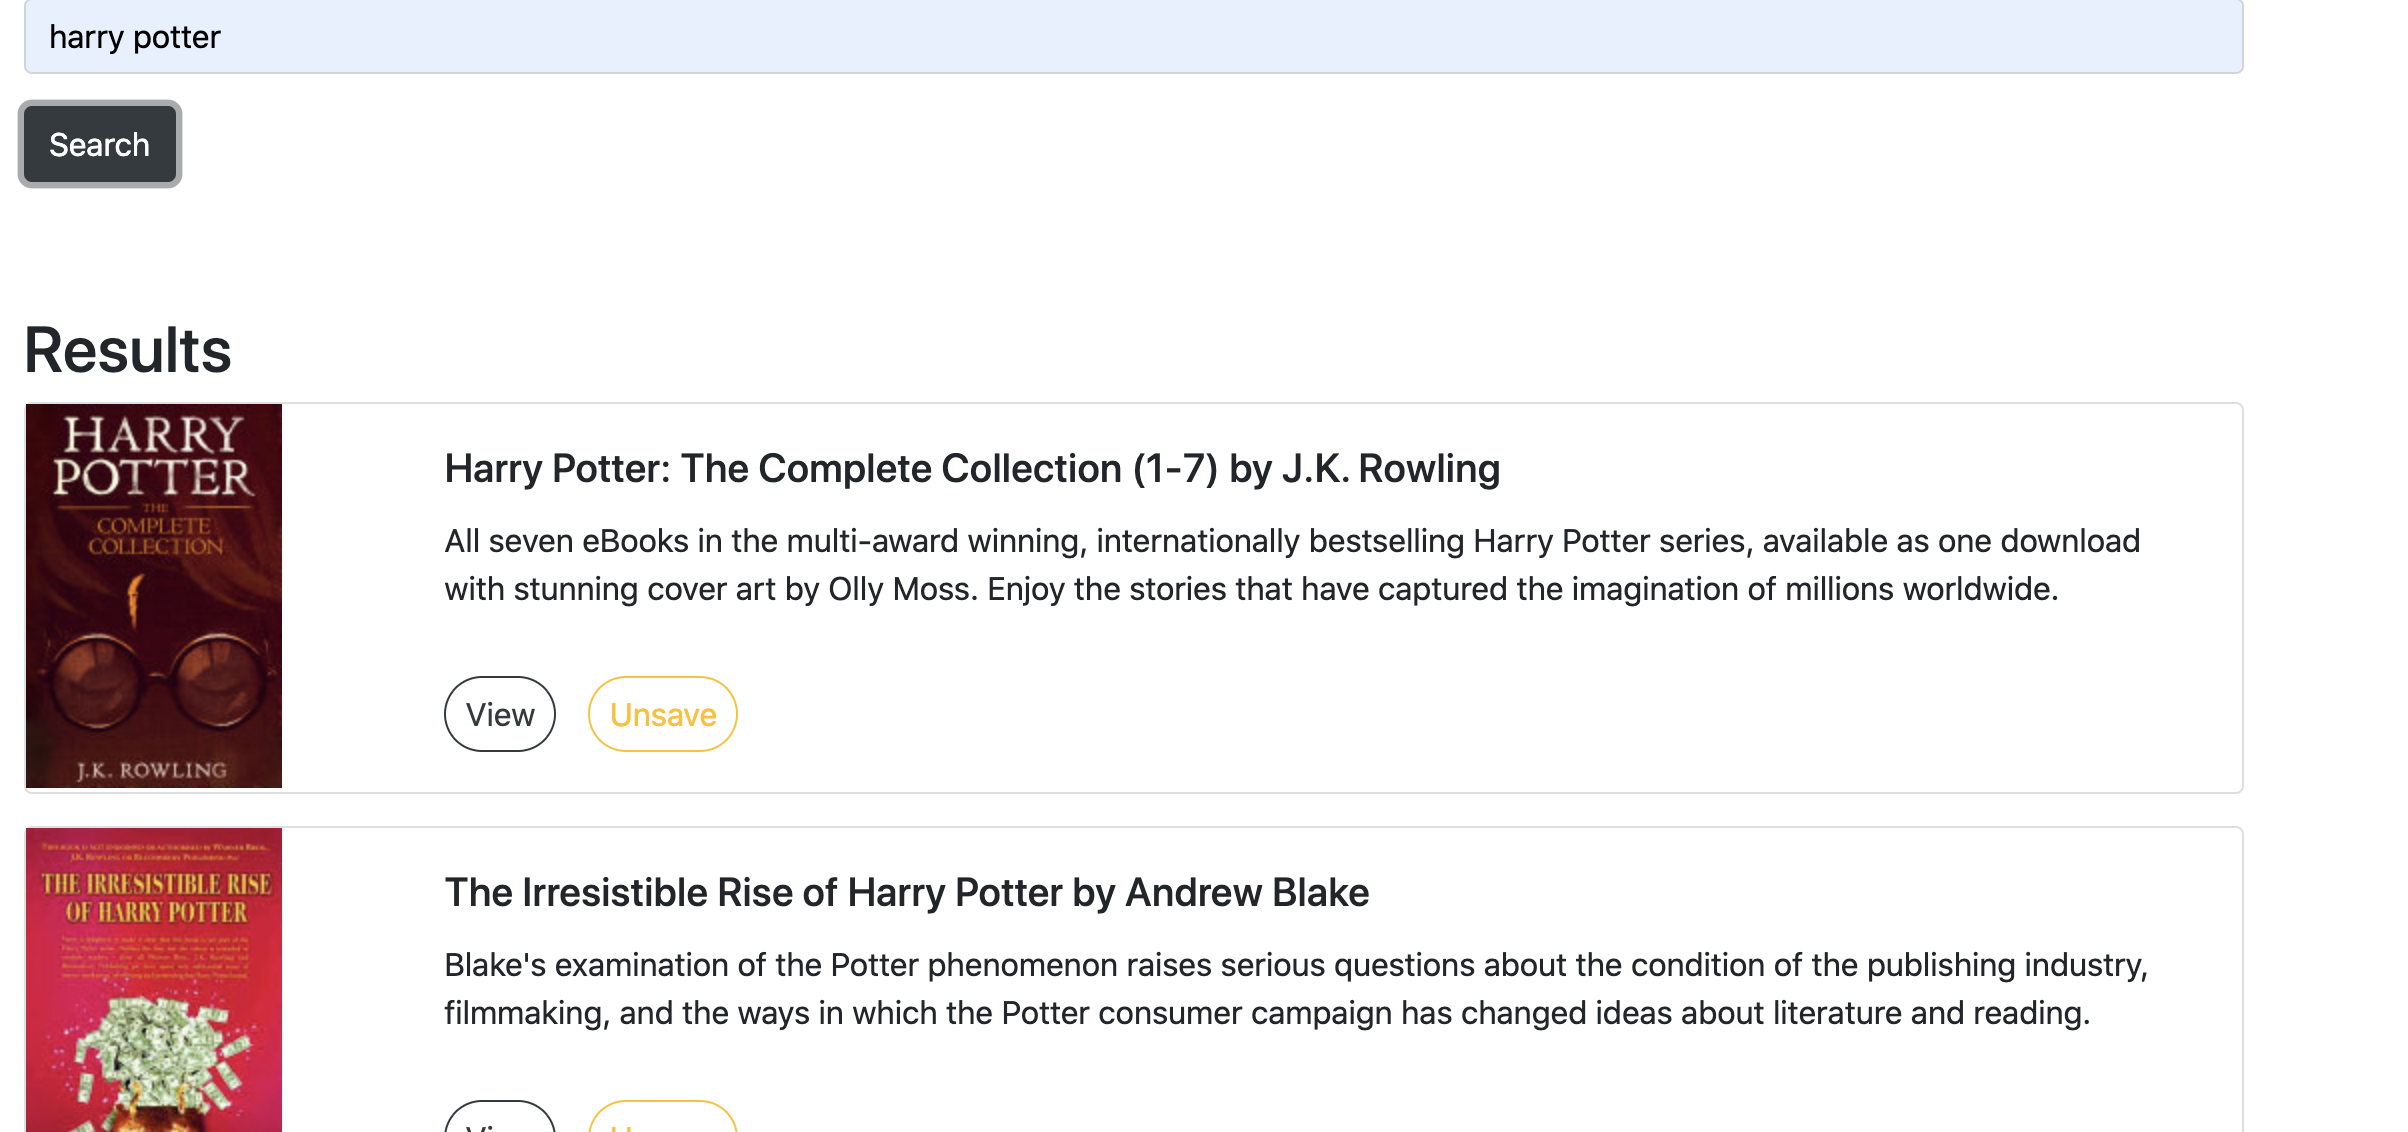 harry potter
Search
Results
HARRY
POTTER
THE
COMPLETE
COLLECTION
J.K. ROWLING
Harry Potter: The Complete Collection (1-7) by J.K. Rowling
All seven eBooks in the multi-award winning, internationally bestselling Harry Potter series, available as one download
with stunning cover art by Olly Moss. Enjoy the stories that have captured the imagination of millions worldwide.
View
Unsave
THE IRRESISTIBLE RISE
OF HARRY POTTER
The Irresistible Rise of Harry Potter by Andrew Blake
Blake's examination of the Potter phenomenon raises serious questions about the condition of the publishing industry,
filmmaking, and the ways in which the Potter consumer campaign has changed ideas about literature and reading.